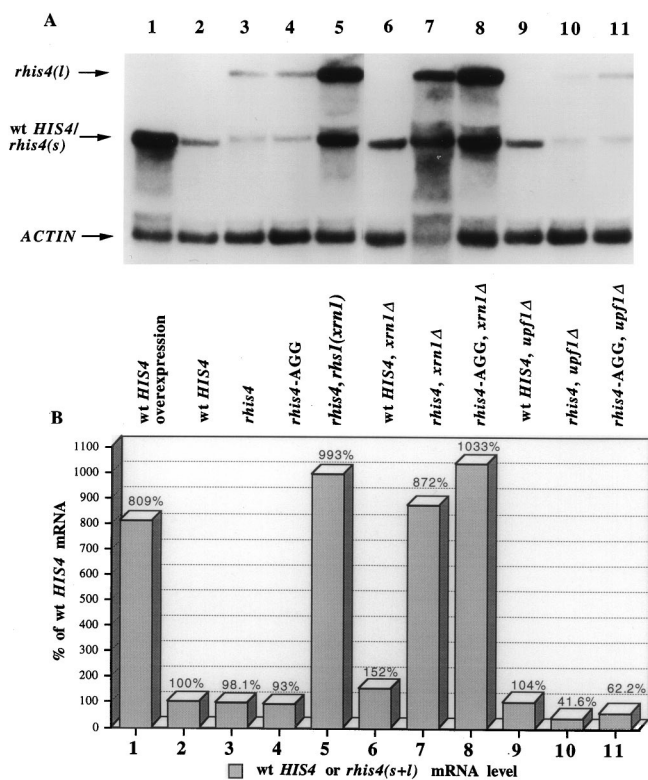 A
1 2 3 4 5 6 7 8 9 10 11
rhis4(l)
wt HIS4/
rhis4(s)
ACTIN
wt HIS4
overexpression
wt HIS4
rhis4
rhis4-AGG
rhis4, rhs1(xrn1)
wt HIS4, xrn1Δ
rhis4, xrn1Δ
rhis4-AGG, xrn1Δ
wt HIS4, upf1Δ
rhis4, upf1Δ
rhis4-AGG, upf1Δ
B
% of wt HIS4 mRNA
1100
1000
900
800
700
600
500
400
300
200
100
0
809%
100%
98.1%
93%
993%
152%
872%
1033%
104%
41.6%
62.2%
1 2 3 4 5 6 7 8 9 10 11
wt HIS4 or rhis4(s+l) mRNA level